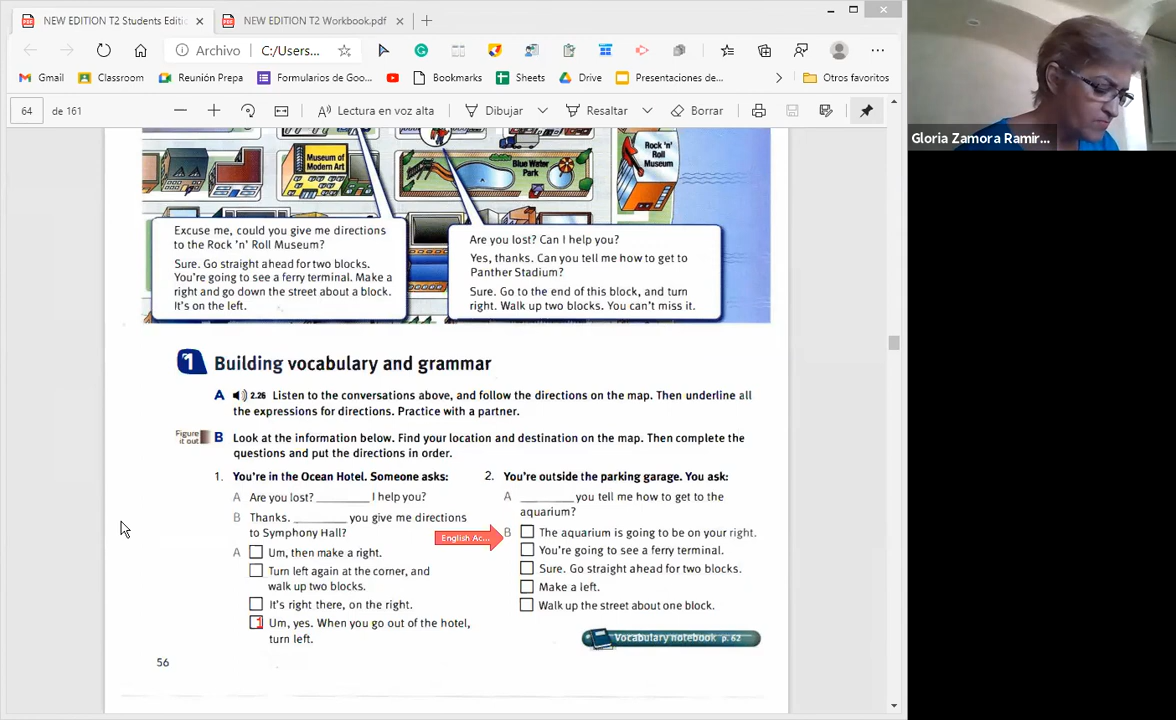 NEW EDITION T2 Students Editi
NEW EDITION T2 Workbook.pdf
Archivo
C:/Users...
Gmail
Classroom
Reunión Prepa
Formularios de Goo...
Bookmarks
Sheets
Drive
Presentaciones de...
Otros favoritos
64 de 161
Lectura en voz alta
Dibujar
Resaltar
Borrar
Gloria Zamora Ramir...
Museum of
Modern Art
Blue Water
Park
Rock 'n'
Roll
Museum
Excuse me, could you give me directions
to the Rock 'n' Roll Museum?
Sure. Go straight ahead for two blocks.
You're going to see a ferry terminal. Make a
right and go down the street about a block.
It's on the left.
Are you lost? Can I help you?
Yes, thanks. Can you tell me how to get to
Panther Stadium?
Sure. Go to the end of this block, and turn
right. Walk up two blocks. You can't miss it.
1 Building vocabulary and grammar
A 2.26 Listen to the conversations above, and follow the directions on the map. Then underline all
the expressions for directions. Practice with a partner.
Figure
it out
B Look at the information below. Find your location and destination on the map. Then complete the
questions and put the directions in order.
1. You're in the Ocean Hotel. Someone asks:
A Are you lost? ________ I help you?
B Thanks. ________ you give me directions
to Symphony Hall?
A Um, then make a right.
Turn left again at the corner, and
walk up two blocks.
It's right there, on the right.
1 Um, yes. When you go out of the hotel,
turn left.
2. You're outside the parking garage. You ask:
A ________ you tell me how to get to the
aquarium?
English Ac...
B The aquarium is going to be on your right.
You're going to see a ferry terminal.
Sure. Go straight ahead for two blocks.
Make a left.
Walk up the street about one block.
Vocabulary notebook p. 62
56